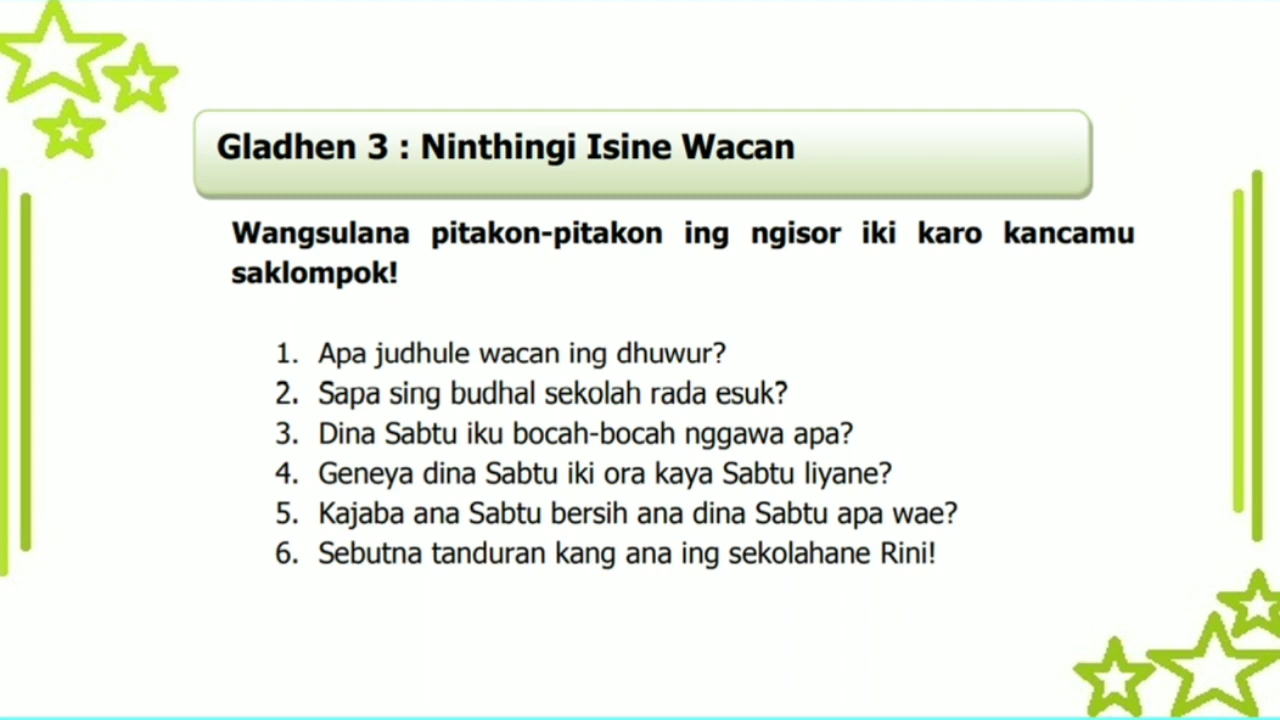 Gladhen 3 : Ninthingi Isine Wacan
Wangsulana pitakon-pitakon ing ngisor iki karo kancamu
saklompok!
1. Apa judhule wacan ing dhuwur?
2. Sapa sing budhal sekolah rada esuk?
3. Dina Sabtu iku bocah-bocah nggawa apa?
4. Geneya dina Sabtu iki ora kaya Sabtu liyane?
5. Kajaba ana Sabtu bersih ana dina Sabtu apa wae?
6. Sebutna tanduran kang ana ing sekolahane Rini!